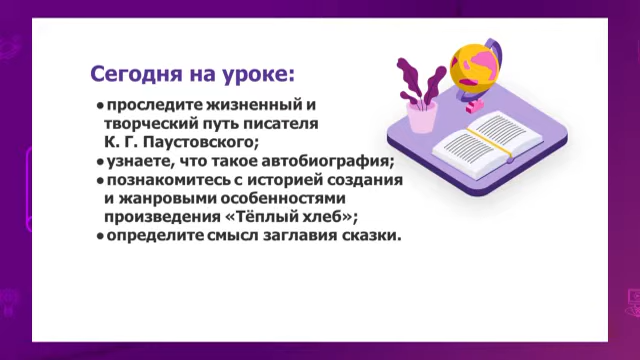 Сегодня на уроке:
●проследите жизненный и
творческий путь писателя
К. Г. Паустовского;
●узнаете, что такое автобиография;
●познакомитесь с историей создания
и жанровыми особенностями
произведения «Тёплый хлеб»;
●определите смысл заглавия сказки.